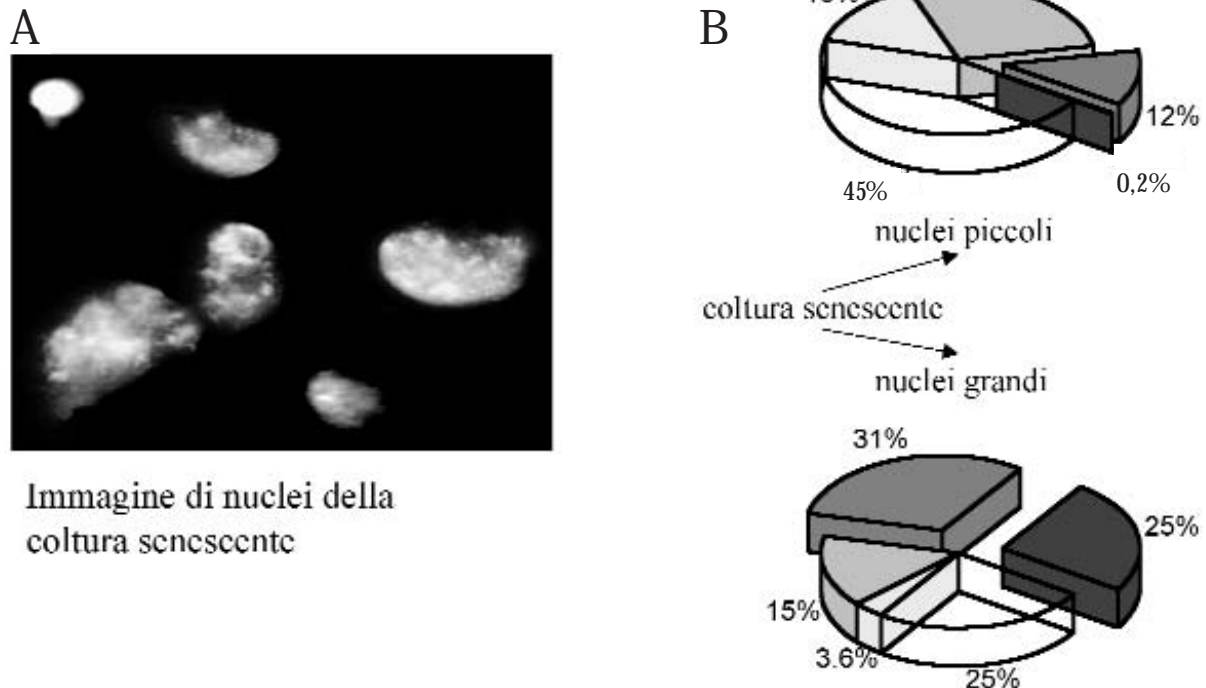 A
B
12%
0,2%
45%
nuclei piccoli
coltura senescente
nuclei grandi
31%
25%
15%
3.6%
25%
Immagine di nuclei della
coltura senescente